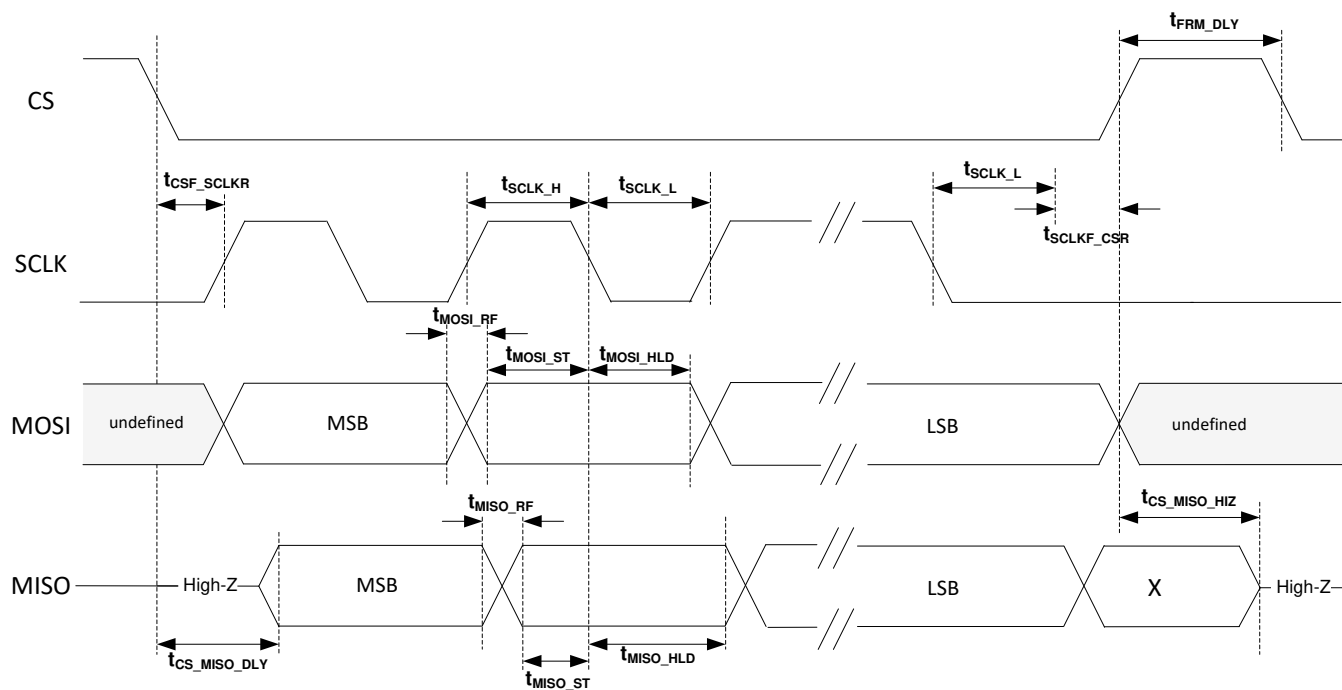 tFRM_DLY
CS
tCSF_SCLKR
tSCLK_H
tSCLK_L
tSCLK_L
tSCLKF_CSR
SCLK
tMOSI_RF
tMOSI_ST
tMOSI_HLD
MOSI
undefined
MSB
LSB
undefined
tMISO_RF
tCS_MISO_HIZ
MISO
High-Z
MSB
LSB
X
High-Z
tCS_MISO_DLY
tMISO_HLD
tMISO_ST